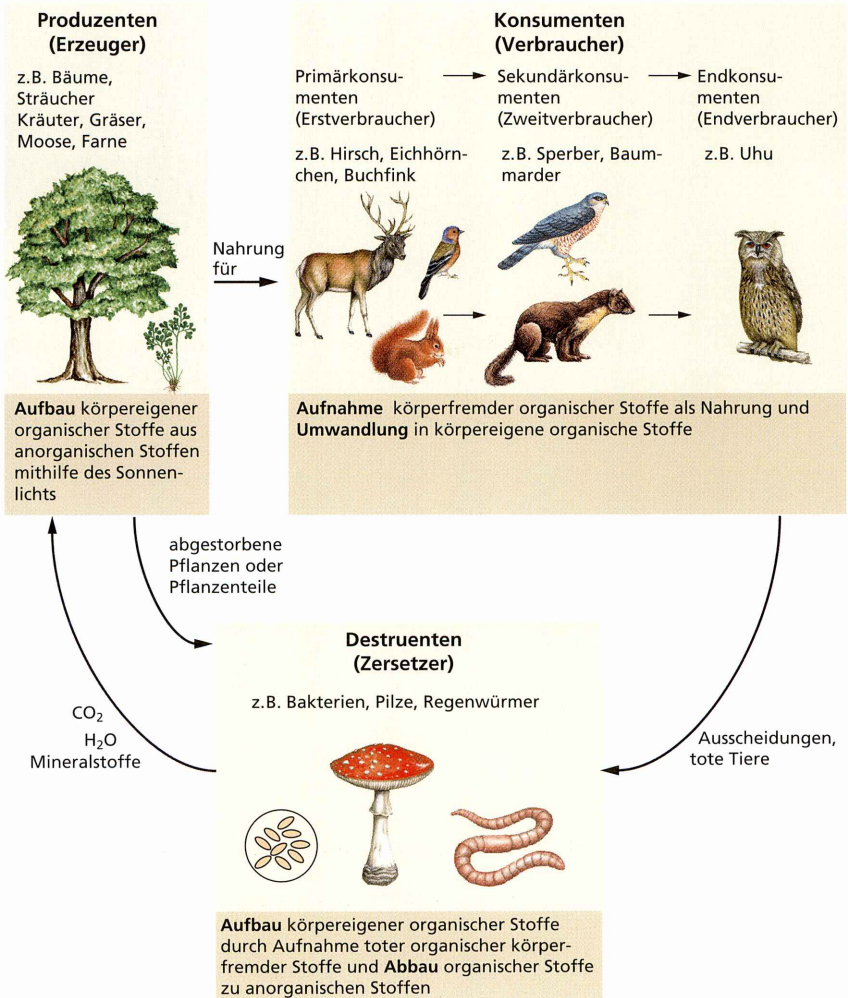 Produzenten
(Erzeuger)
z.B. Bäume,
Sträucher
Kräuter, Gräser,
Moose, Farne
Aufbau körpereigener
organischer Stoffe aus
anorganischen Stoffen
mithilfe des Sonnen-
lichts
Nahrung
für
Konsumenten
(Verbraucher)
Primärkonsu-
menten
(Erstverbraucher)
z.B. Hirsch, Eichhörn-
chen, Buchfink
Sekundärkonsu-
menten
(Zweitverbraucher)
z.B. Sperber, Baum-
marder
Endkonsu-
menten
(Endverbraucher)
z.B. Uhu
Aufnahme körperfremder organischer Stoffe als Nahrung und
Umwandlung in körpereigene organische Stoffe
abgestorbene
Pflanzen oder
Pflanzenteile
Destruenten
(Zersetzer)
z.B. Bakterien, Pilze, Regenwürmer
CO₂
H₂O
Mineralstoffe
Ausscheidungen,
tote Tiere
Aufbau körpereigener organischer Stoffe
durch Aufnahme toter organischer körper-
fremder Stoffe und Abbau organischer Stoffe
zu anorganischen Stoffen